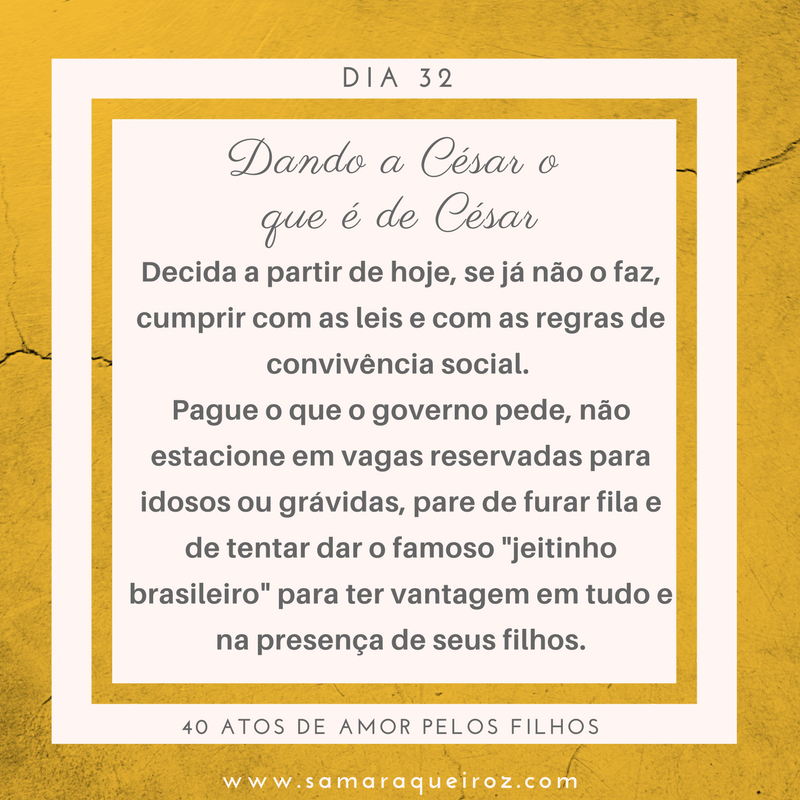 DIA 32
Dando a César o
que é de César
Decida a partir de hoje, se já não o faz,
cumprir com as leis e com as regras de
convivência social.
Pague o que o governo pede, não
estacione em vagas reservadas para
idosos ou grávidas, pare de furar fila e
de tentar dar o famoso "jeitinho
brasileiro" para ter vantagem em tudo e
na presença de seus filhos.
40 ATOS DE AMOR PELOS FILHOS
www.samaraqueiroz.com